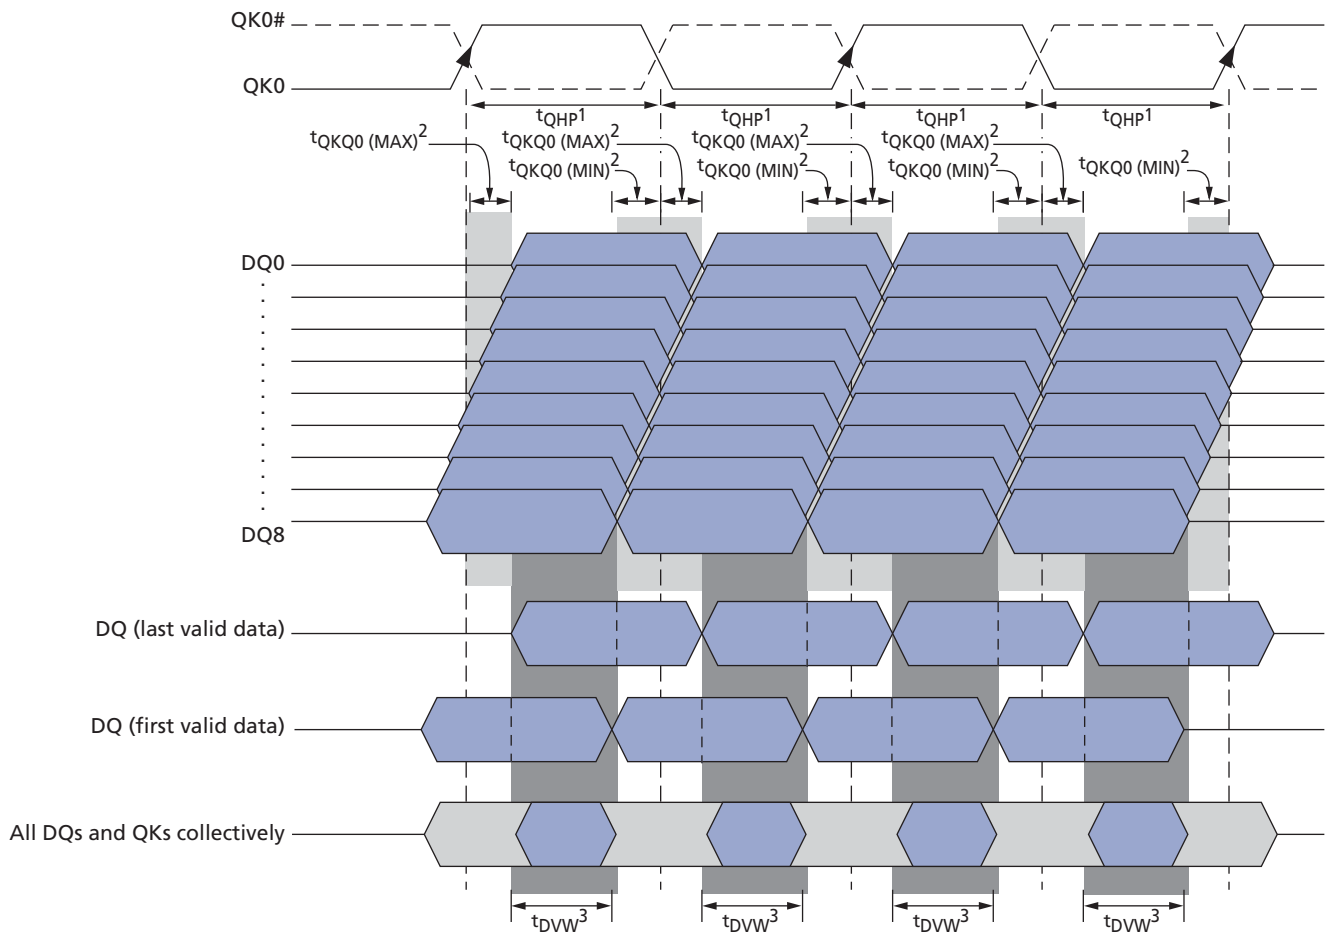 QK0#
QK0
tQHP1 tQHP1 tQHP1 tQHP1
tQKQ0 (MAX)2 tQKQ0 (MAX)2 tQKQ0 (MAX)2 tQKQ0 (MAX)2
tQKQ0 (MIN)2 tQKQ0 (MIN)2 tQKQ0 (MIN)2 tQKQ0 (MIN)2
DQ0
DQ8
DQ (last valid data)
DQ (first valid data)
All DQs and QKs collectively
tDVW3 tDVW3 tDVW3 tDVW3